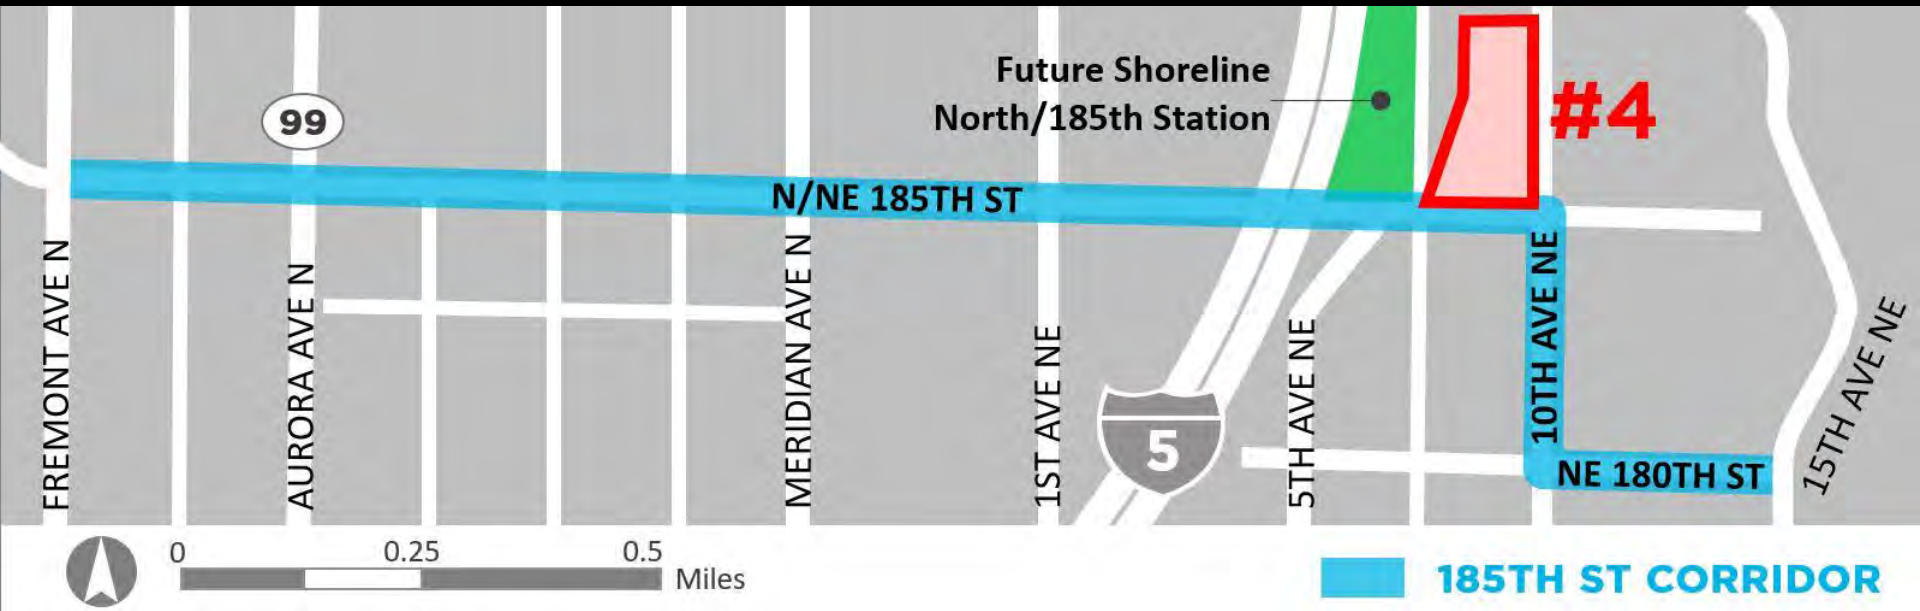 Future Shoreline
North/185th Station
#4
99
N/NE 185TH ST
FREMONT AVE N
AURORA AVE N
MERIDIAN AVE N
1ST AVE NE
5
5TH AVE NE
10TH AVE NE
NE 180TH ST
15TH AVE NE
0 0.25 0.5
Miles
185TH ST CORRIDOR